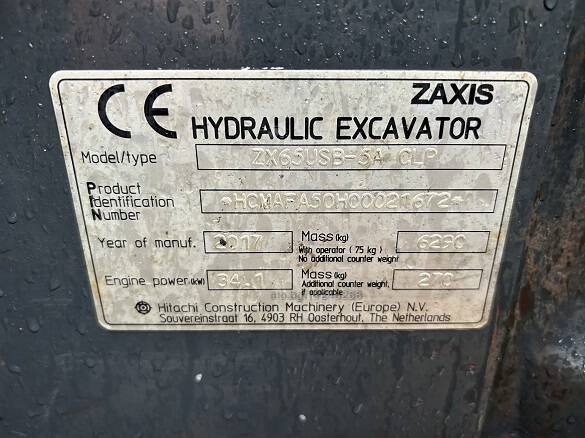 CE ZAXIS
HYDRAULIC EXCAVATOR
Model/type ZX65USB-5A CLP
Product
Identification *HCMA-A50H00021672*
Number
Year of manuf. 2017 Mass(kg) 6290
With operator (75 kg)
No additional counter weight
Engine power(kW) 34.1 Mass(kg) 270
Additional counter weight,
if applicable
Hitachi Construction Machinery (Europe) N.V.
Souvereinstraat 16, 4903 RH Oosterhout, The Netherlands